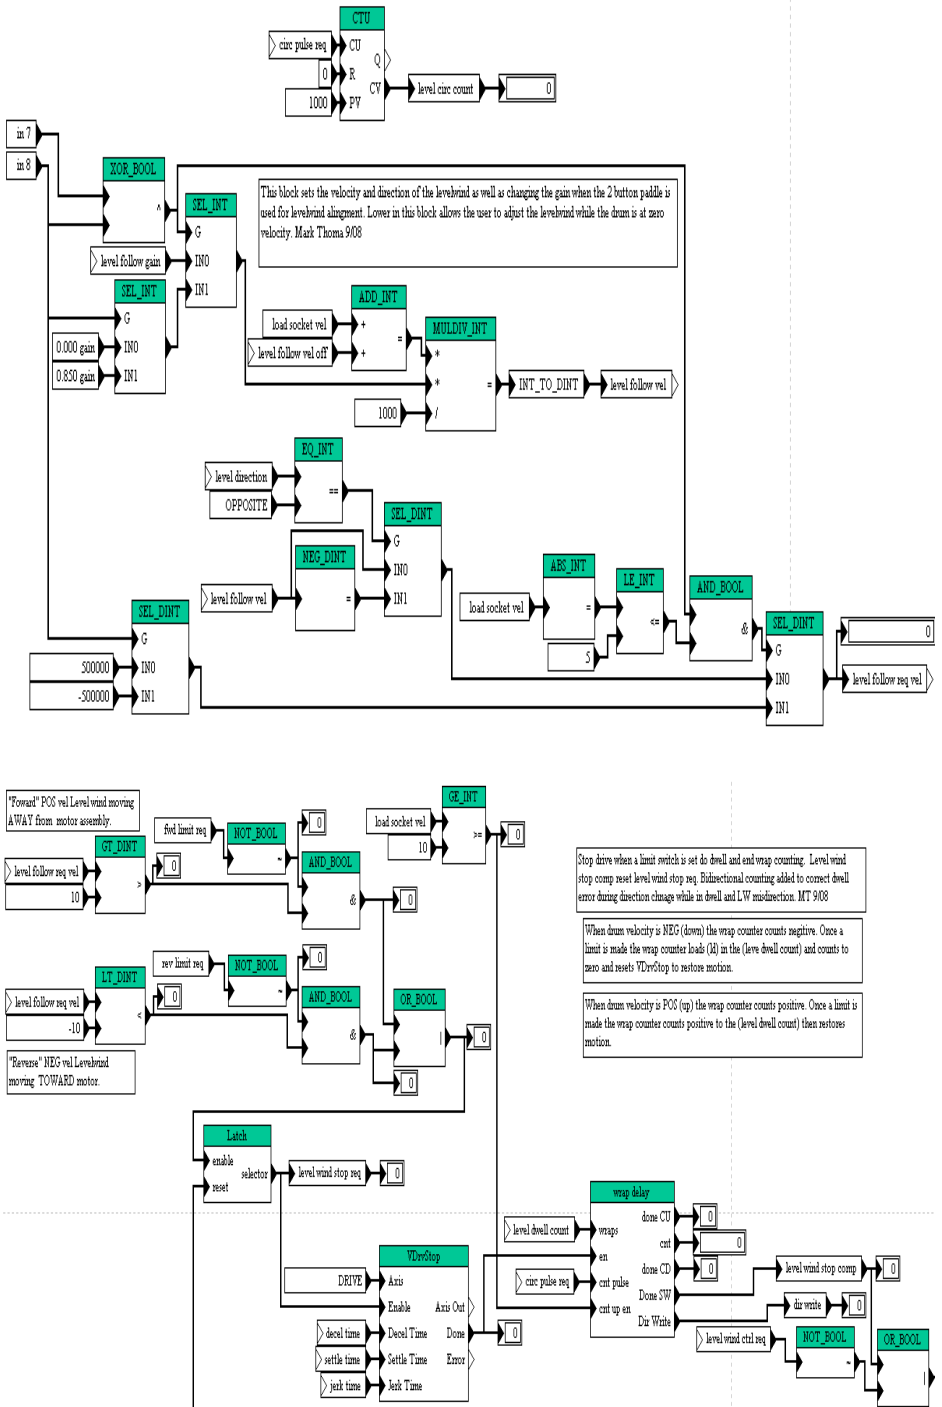 CTU
circ pulse req
CU
Q
0
R
CV
level circ count
0
1000
PV
in 7
in 8
XOR_BOOL
^
SEL_INT
G
IN0
IN1
This block sets the velocity and direction of the levelwind as well as changing the gain when the 2 button paddle is
used for levelwind alingment. Lower in this block allows the user to adjust the levelwind while the drum is at zero
velocity. Mark Thoma 9/08
level follow gain
SEL_INT
G
0.000 gain
IN0
0.850 gain
IN1
ADD_INT
load socket vel
+
=
level follow vel off
+
MULDIV_INT
*
*
=
INT_TO_DINT
level follow vel
1000
/
EQ_INT
level direction
==
OPPOSITE
SEL_DINT
G
IN0
IN1
NEG_DINT
level follow vel
=
ABS_INT
load socket vel
=
LE_INT
<=
5
AND_BOOL
&
SEL_DINT
G
500000
IN0
-500000
IN1
SEL_DINT
G
IN0
IN1
0
level follow req vel
"Foward" POS vel Level wind moving
AWAY from motor assembly.
GT_DINT
level follow req vel
>
10
0
fwd limit req
NOT_BOOL
~
0
AND_BOOL
&
0
GE_INT
load socket vel
>=
0
10
Stop drive when a limit switch is set do dwell and end wrap counting. Level wind
stop comp reset level wind stop req. Bidirectional counting added to correct dwell
error during direction chnage while in dwell and LW misdirection. MT 9/08
When drum velocity is NEG (down) the wrap counter counts negitive. Once a
limit is made the wrap counter loads (ld) in the (leve dwell count) and counts to
zero and resets VDrvStop to restore motion.
When drum velocity is POS (up) the wrap counter counts positive. Once a limit is
made the wrap counter counts positive to the (level dwell count) then restores
motion.
LT_DINT
level follow req vel
<
-10
0
rev limit req
NOT_BOOL
~
0
AND_BOOL
&
0
OR_BOOL
|
0
"Reverse" NEG vel Levelwind
moving TOWARD motor.
Latch
enable
selector
reset
level wind stop req
0
VDrvStop
DRIVE
Axis
Enable
Axis Out
decel time
Decel Time
Done
0
settle time
Settle Time
Error
jerk time
Jerk Time
wrap delay
level dwell count
wraps
en
circ pulse req
cnt pulse
cnt up en
done CU
0
cnt
0
done CD
0
Done SW
Dir Write
level wind stop comp
0
dir write
0
level wind ctrl req
NOT_BOOL
~
OR_BOOL
|